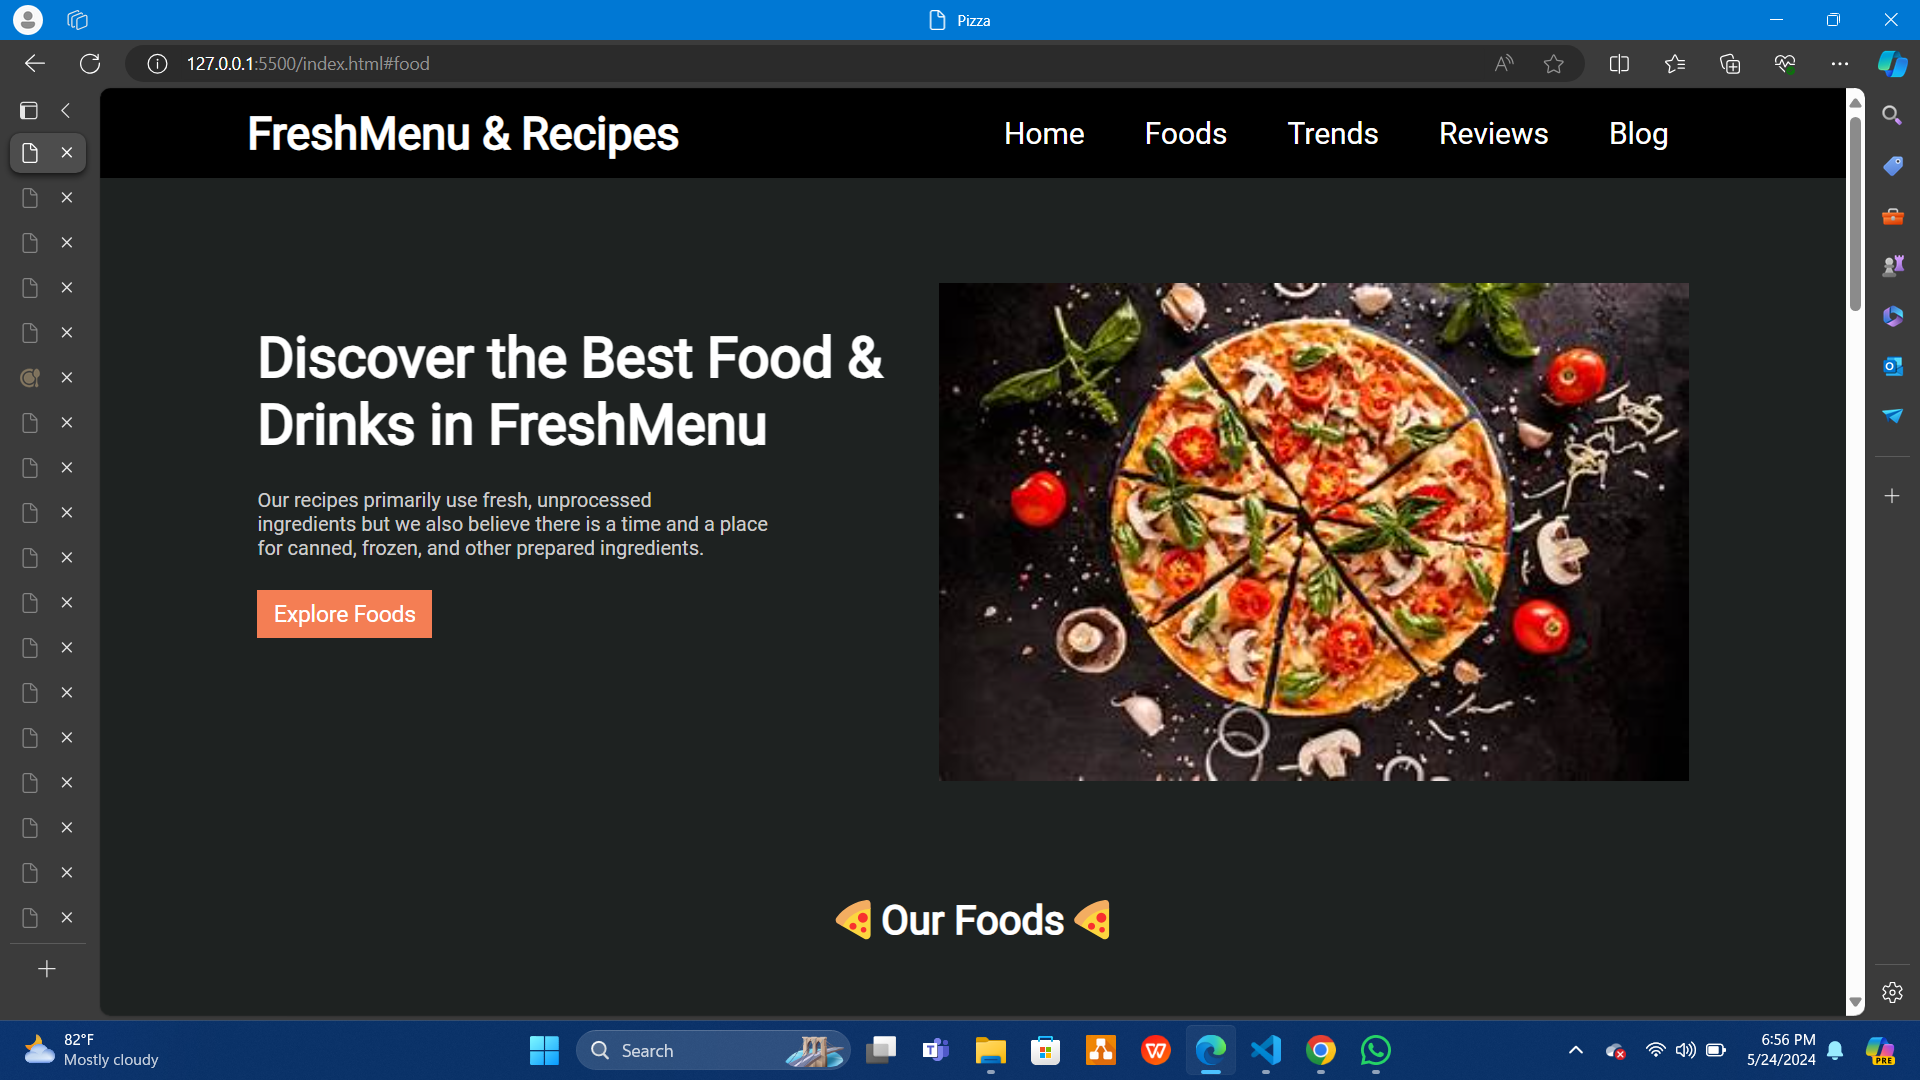 Pizza
127.0.0.1:5500/index.html#food
FreshMenu & Recipes
Home
Foods
Trends
Reviews
Blog
Discover the Best Food &
Drinks in FreshMenu
Our recipes primarily use fresh, unprocessed
ingredients but we also believe there is a time and a place
for canned, frozen, and other prepared ingredients.
Explore Foods
Our Foods
82°F
Mostly cloudy
Search
6:56 PM
5/24/2024
PRE